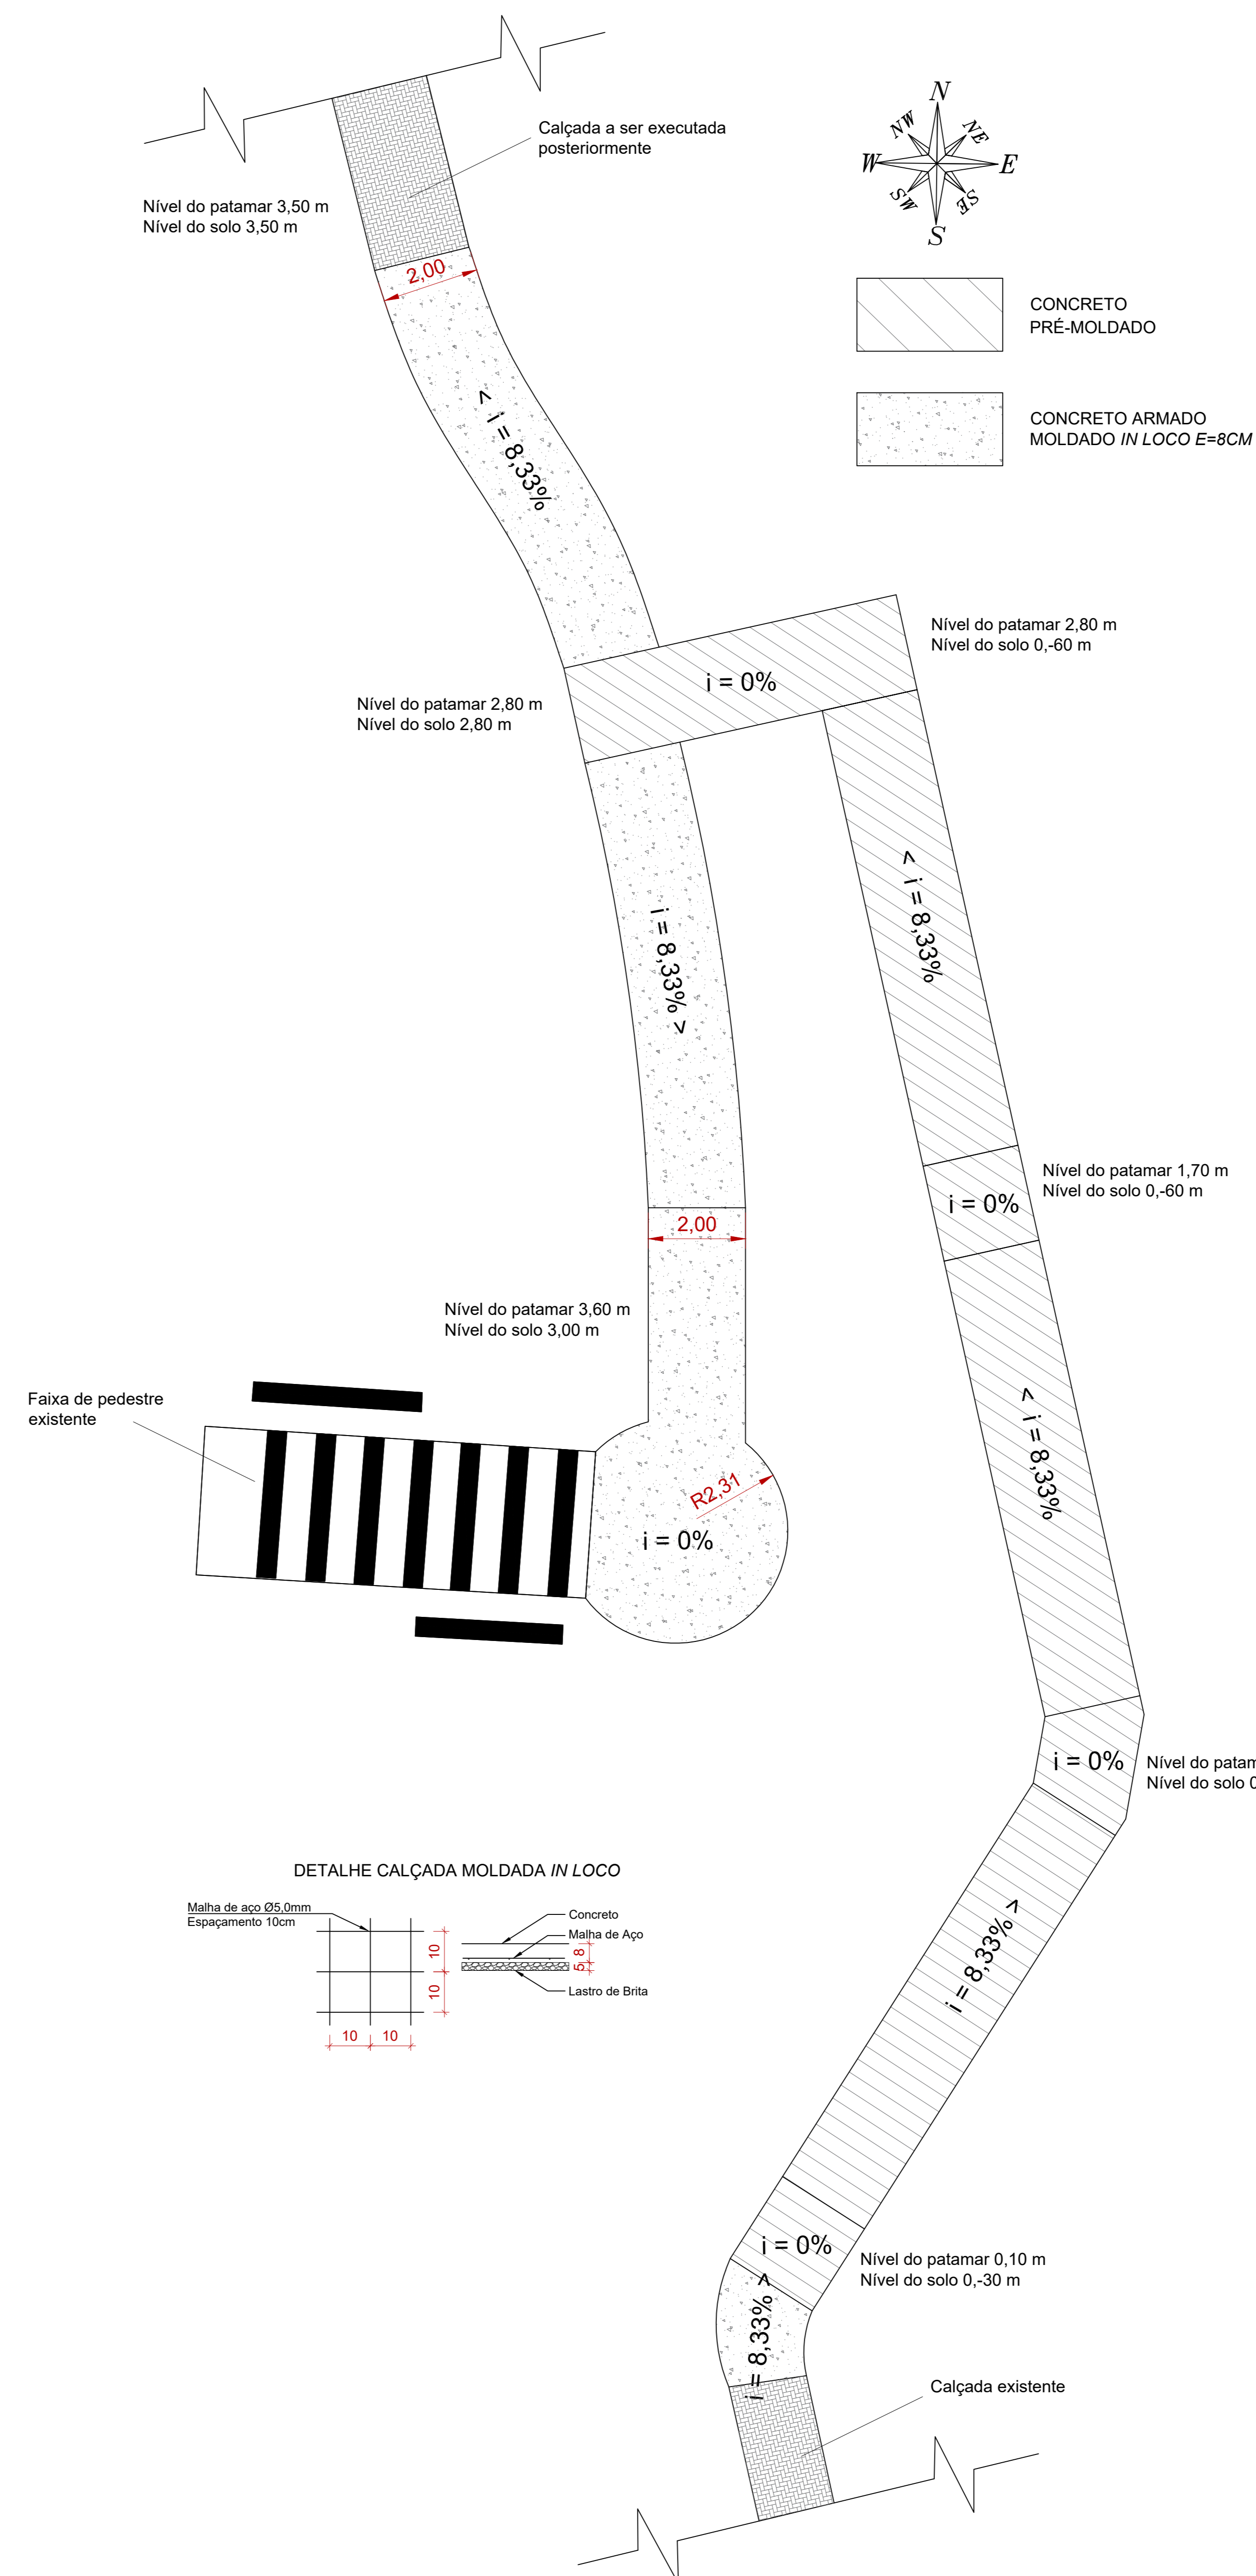 N
NW
NE
W
E
SW
SE
S
Calçada a ser executada
posteriormente
Nível do patamar 3,50 m
Nível do solo 3,50 m
2,00
CONCRETO
PRÉ-MOLDADO
CONCRETO ARMADO
MOLDADO IN LOCO E=8CM
< i = 8,33%
Nível do patamar 2,80 m
Nível do solo 0,-60 m
i = 0%
Nível do patamar 2,80 m
Nível do solo 2,80 m
< i = 8,33%
i = 8,33% >
Nível do patamar 1,70 m
Nível do solo 0,-60 m
i = 0%
2,00
Nível do patamar 3,60 m
Nível do solo 3,00 m
Faixa de pedestre
existente
< i = 8,33%
R2,31
i = 0%
i = 0%
Nível do
Nível do solo 0
DETALHE CALÇADA MOLDADA IN LOCO
Malha de aço Ø5,0mm
Espaçamento 10cm
10
10
10
10
Concreto
Malha de Aço
8
5
Lastro de Brita
i = 8,33% >
i = 0%
Nível do patamar 0,10 m
Nível do solo 0,-30 m
i = 8,33% >
Calçada existente